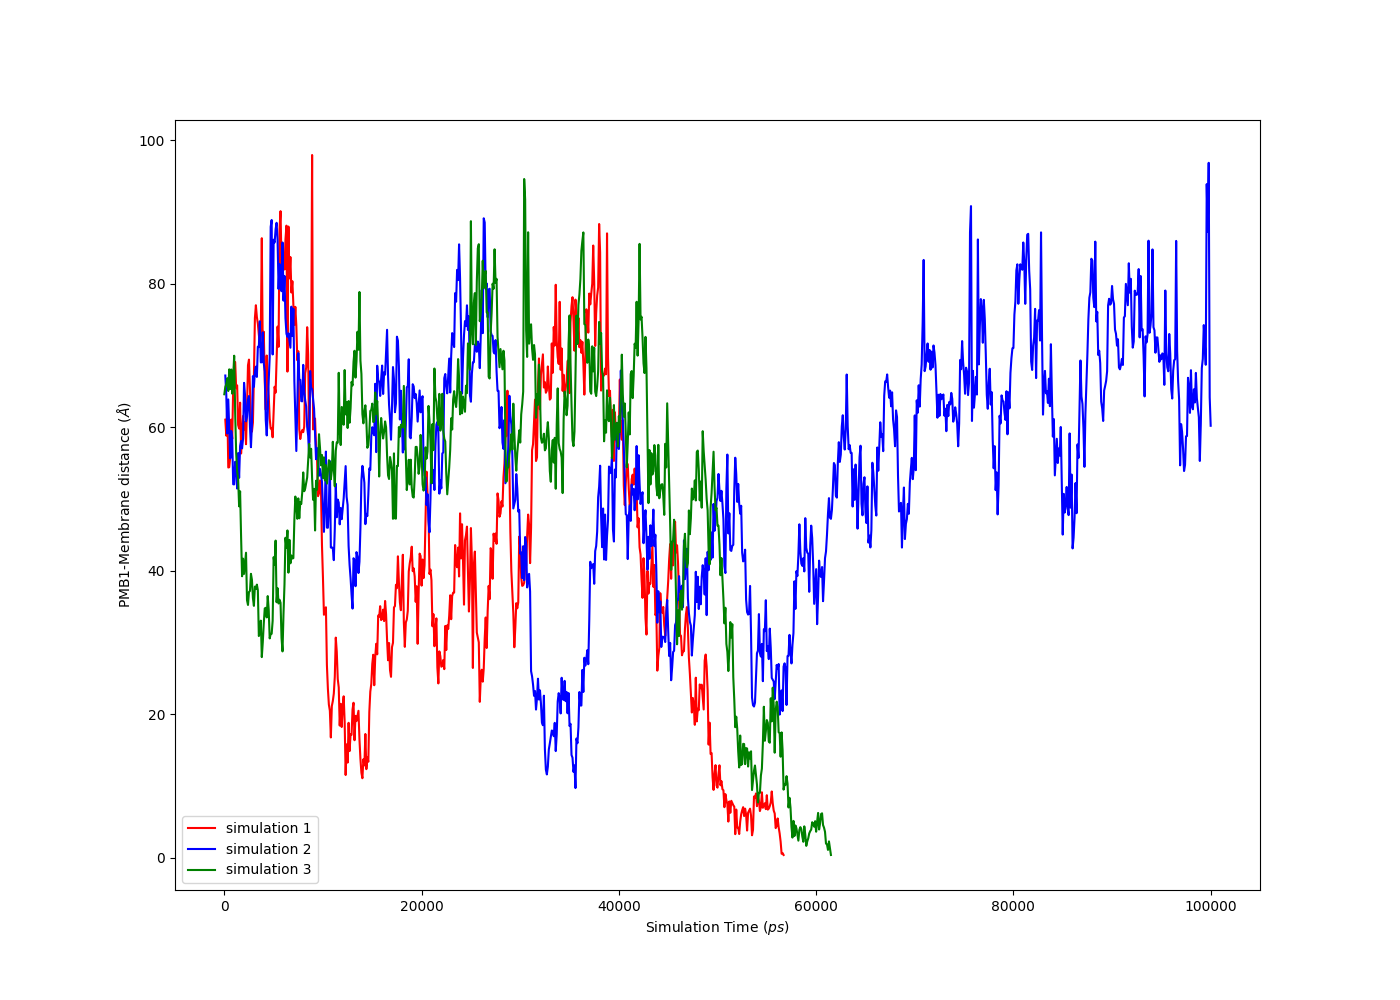 100
80
60
40
20
0
PMB1-Membrane distance (Å)
0 20000 40000 60000 80000 100000
Simulation Time (ps)
simulation 1
simulation 2
simulation 3